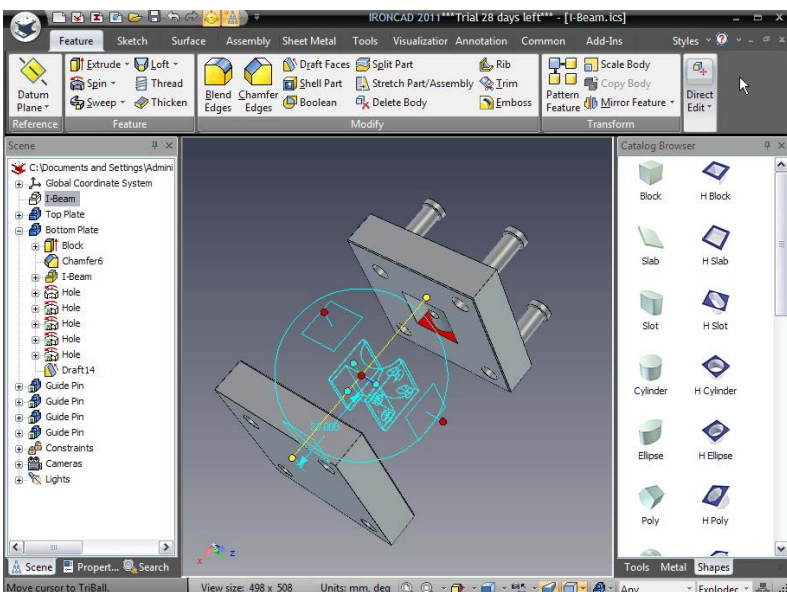 IRONCAD 2011***Trial 28 days left*** - [I-Beam.ics]
Feature Sketch Surface Assembly Sheet Metal Tools Visualization Annotation Common Add-Ins Styles
Extrude Loft Draft Faces Split Part Rib Scale Body
Spin Thread Shell Part Stretch Part/Assembly Trim Copy Body
Sweep Thicken Boolean Delete Body Emboss Mirror Feature
Datum Plane
Blend Edges
Chamfer Edges
Pattern Feature
Direct Edit
Reference Feature Modify Transform
Scene
C:\Documents and Settings\Admini
Global Coordinate System
I-Beam
Top Plate
Bottom Plate
Block
Chamfer6
I-Beam
Hole
Hole
Hole
Hole
Hole
Draft14
Guide Pin
Guide Pin
Guide Pin
Guide Pin
Constraints
Cameras
Lights
Scene Propert... Search
x z
Catalog Browser
Block H Block
Slab H Slab
Slot H Slot
Cylinder H Cylinder
Ellipse H Ellipse
Poly H Poly
Tools Metal Shapes
Move cursor to TriBall. View size: 498 x 508 Units: mm, deg Any Exploder